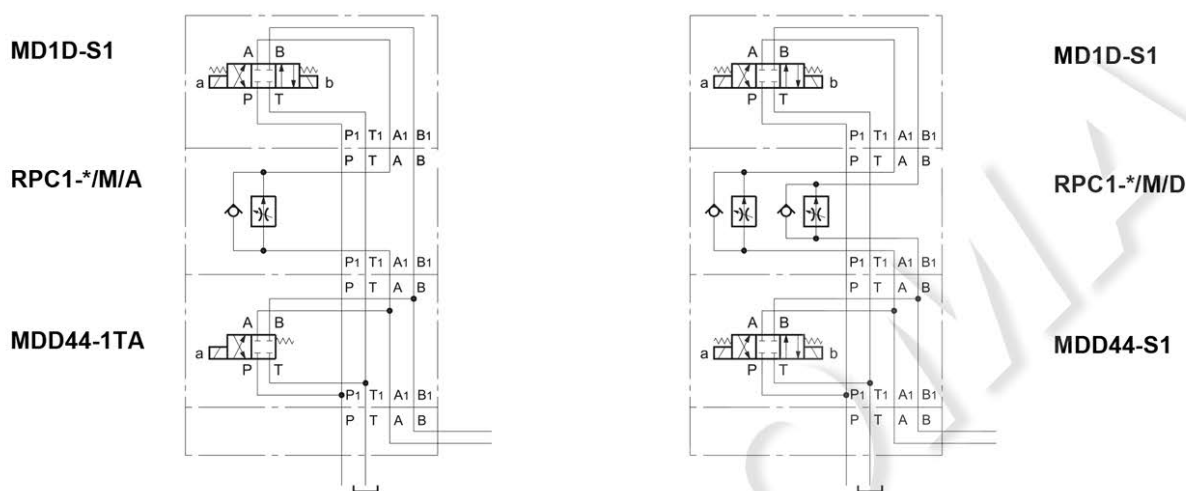 MD1D-S1
A B
a b
P T
P1 T1 A1 B1
P T A B
RPC1-*/M/A
P1 T1 A1 B1
P T A B
A B
MDD44-1TA
a
P T
P1 T1 A1 B1
P T A B
A B
MD1D-S1
a b
P T
P1 T1 A1 B1
P T A B
RPC1-*/M/D
P1 T1 A1 B1
P T A B
A B
MDD44-S1
a b
P T
P1 T1 A1 B1
P T A B